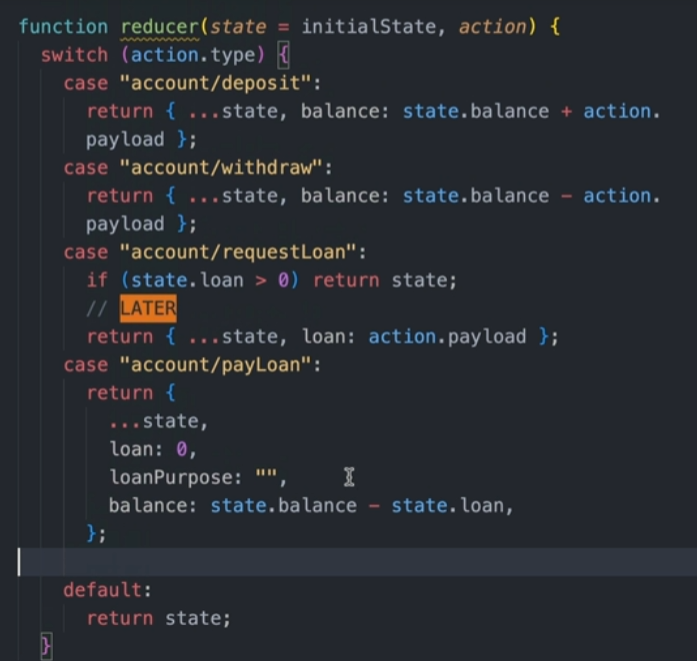 function reducer(state = initialState, action) {
  switch (action.type) {
    case "account/deposit":
      return { ...state, balance: state.balance + action.
      payload };
    case "account/withdraw":
      return { ...state, balance: state.balance - action.
      payload };
    case "account/requestLoan":
      if (state.loan > 0) return state;
      // LATER
      return { ...state, loan: action.payload };
    case "account/payLoan":
      return {
        ...state,
        loan: 0,
        loanPurpose: "",
        balance: state.balance - state.loan,
      };
    default:
      return state;
  }